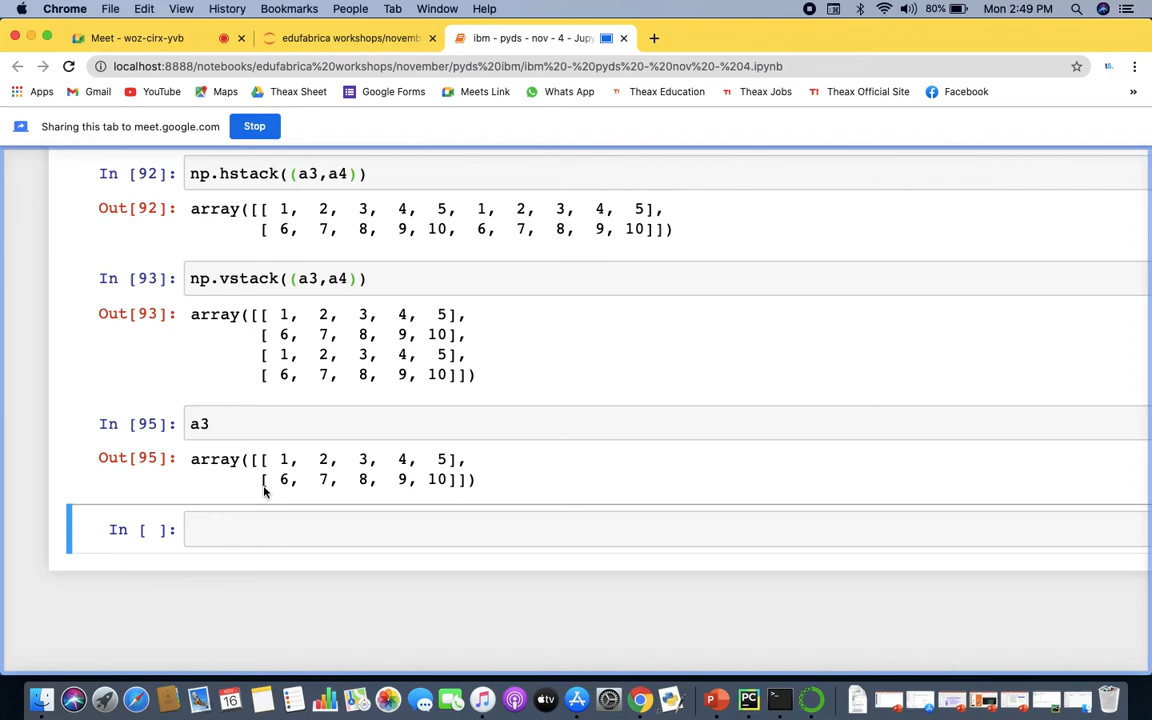 Chrome File Edit View History Bookmarks People Tab Window Help 80% Mon 2:49 PM
Meet - woz-cirx-yvb edufabrica workshops/novemb ibm - pyds - nov - 4 - Jupy
localhost:8888/notebooks/edufabrica%20workshops/november/pyds%20ibm/ibm%20-%20pyds%20-%20nov%20-%204.ipynb
Apps Gmail YouTube Maps Theax Sheet Google Forms Meets Link Whats App Theax Education Theax Jobs Theax Official Site Facebook »
Sharing this tab to meet.google.com Stop
In [92]: np.hstack((a3,a4))
Out[92]: array([[ 1, 2, 3, 4, 5, 1, 2, 3, 4, 5],
[ 6, 7, 8, 9, 10, 6, 7, 8, 9, 10]])
In [93]: np.vstack((a3,a4))
Out[93]: array([[ 1, 2, 3, 4, 5],
[ 6, 7, 8, 9, 10],
[ 1, 2, 3, 4, 5],
[ 6, 7, 8, 9, 10]])
In [95]: a3
Out[95]: array([[ 1, 2, 3, 4, 5],
[ 6, 7, 8, 9, 10]])
In [ ]: